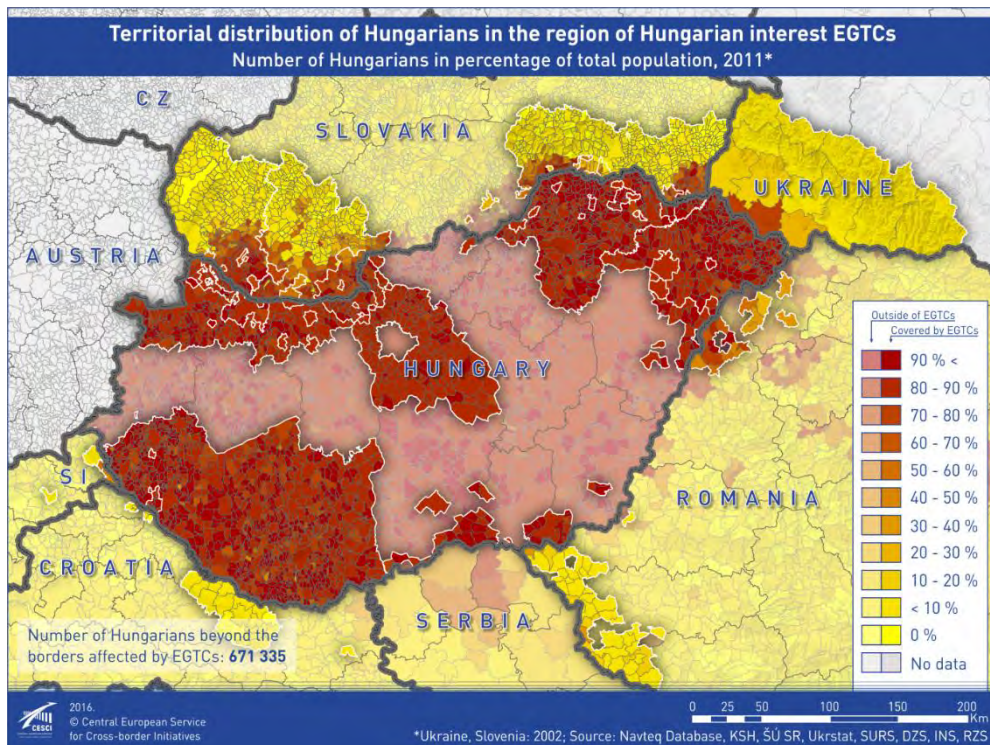 Territorial distribution of Hungarians in the region of Hungarian interest EGTCs
Number of Hungarians in percentage of total population, 2011*
CZ
SLOVAKIA
UKRAINE
AUSTRIA
HUNGARY
SI
ROMANIA
CROATIA
SERBIA
Outside of EGTCs
Covered by EGTCs
90 % <
80 - 90 %
70 - 80 %
60 - 70 %
50 - 60 %
40 - 50 %
30 - 40 %
20 - 30 %
10 - 20 %
< 10 %
0 %
No data
Number of Hungarians beyond the
borders affected by EGTCs: 671 335
CESCI
2016.
© Central European Service
for Cross-border Initiatives
0 25 50 100 150 200
Km
*Ukraine, Slovenia: 2002; Source: Navteq Database, KSH, ŠÚ SR, Ukrstat, SURS, DZS, INS, RZS